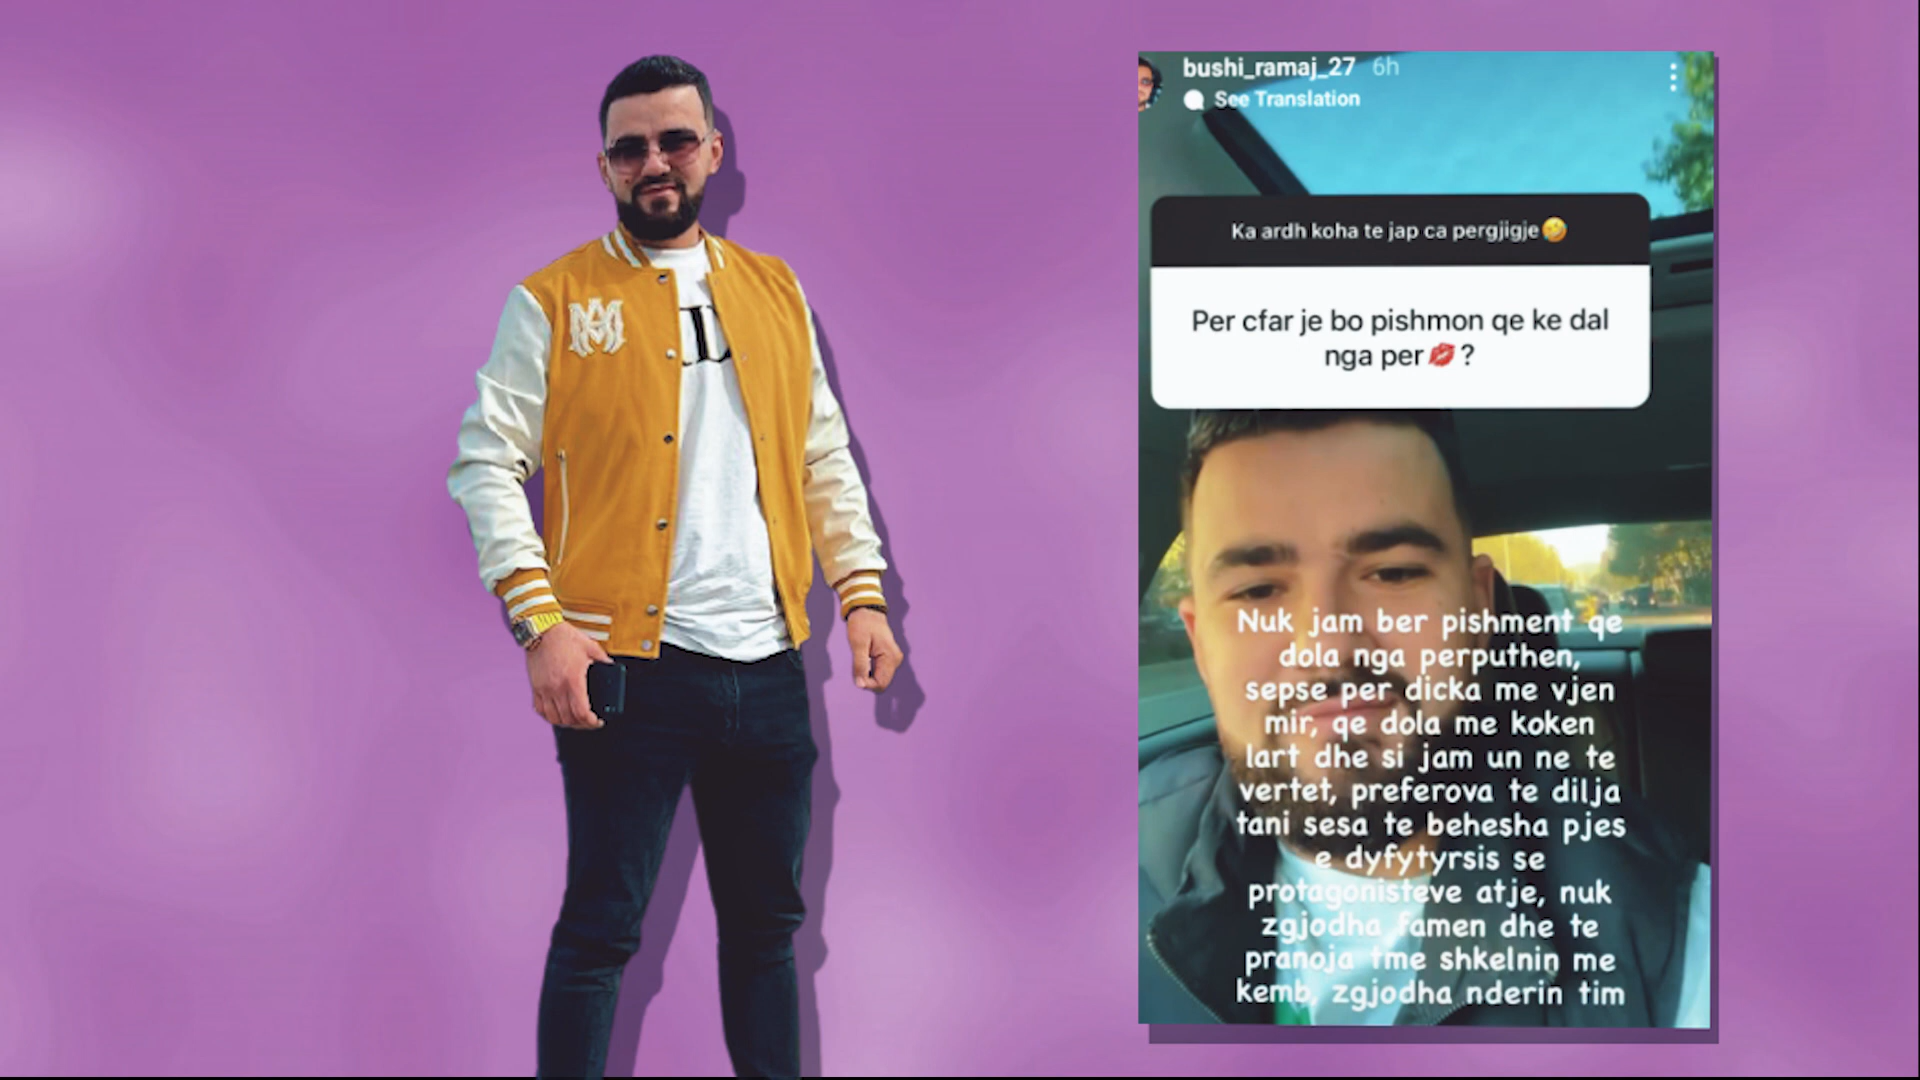 bushi_ramaj_27 6h
See Translation
Ka ardh koha te jap ca pergjigje🤣
Per cfar je bo pishmon qe ke dal
nga per💋?
Nuk jam ber pishment qe
dola nga perputhen,
sepse per dicka me vjen
mir, qe dola me koken
lart dhe si jam un ne te
vertet, preferova te dilja
tani sesa te behesha pjes
e dyfytyrsis se
protagonisteve atje, nuk
zgjodha famen dhe te
pranoja tme shkelnin me
kemb, zgjodha nderin tim